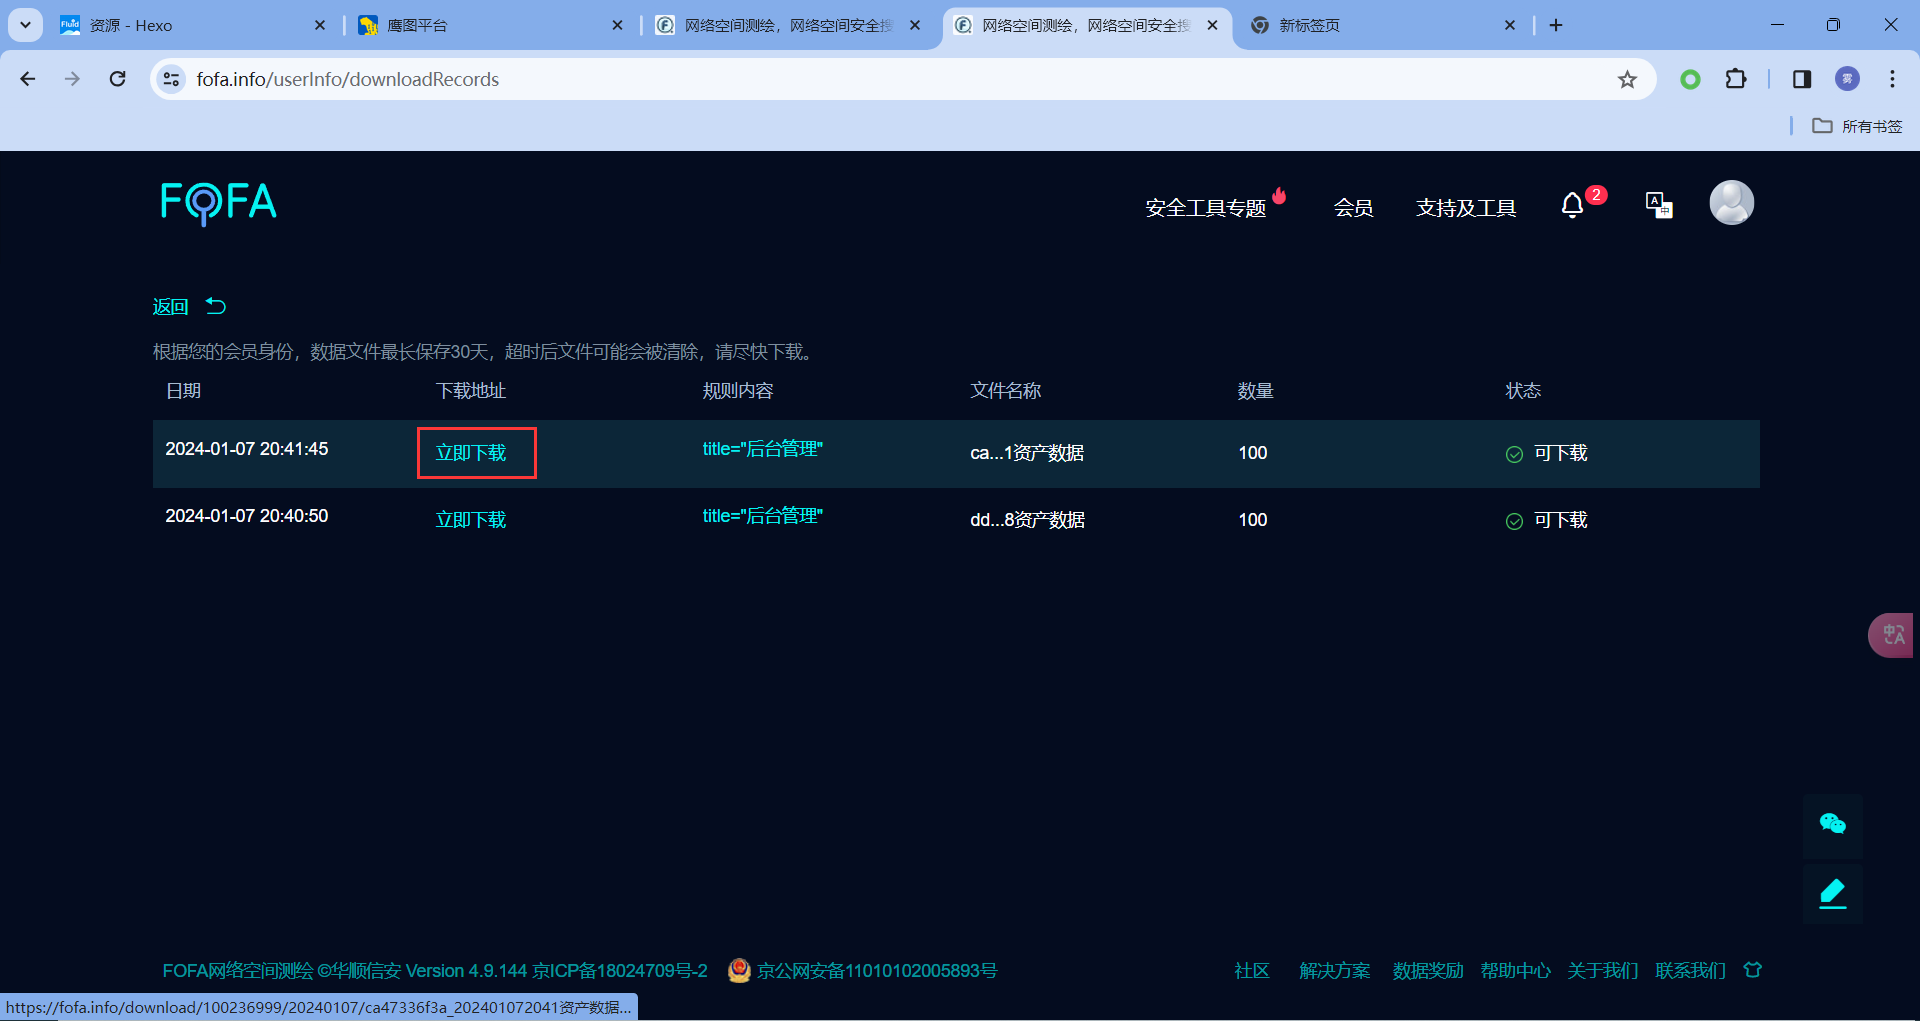 Fluid 资源 - Hexo
鹰图平台
网络空间测绘，网络空间安全搜
网络空间测绘，网络空间安全搜
新标签页
fofa.info/userInfo/downloadRecords
雾
所有书签
FOFA
安全工具专题 会员 支持及工具 2 A 中
返回
根据您的会员身份，数据文件最长保存30天，超时后文件可能会被清除，请尽快下载。
日期 下载地址 规则内容 文件名称 数量 状态
2024-01-07 20:41:45 立即下载 title="后台管理" ca...1资产数据 100 可下载
2024-01-07 20:40:50 立即下载 title="后台管理" dd...8资产数据 100 可下载
中 A
FOFA网络空间测绘 ©华顺信安 Version 4.9.144 京ICP备18024709号-2 京公网安备11010102005893号 社区 解决方案 数据奖励 帮助中心 关于我们 联系我们
https://fofa.info/download/100236999/20240107/ca47336f3a_202401072041资产数据...